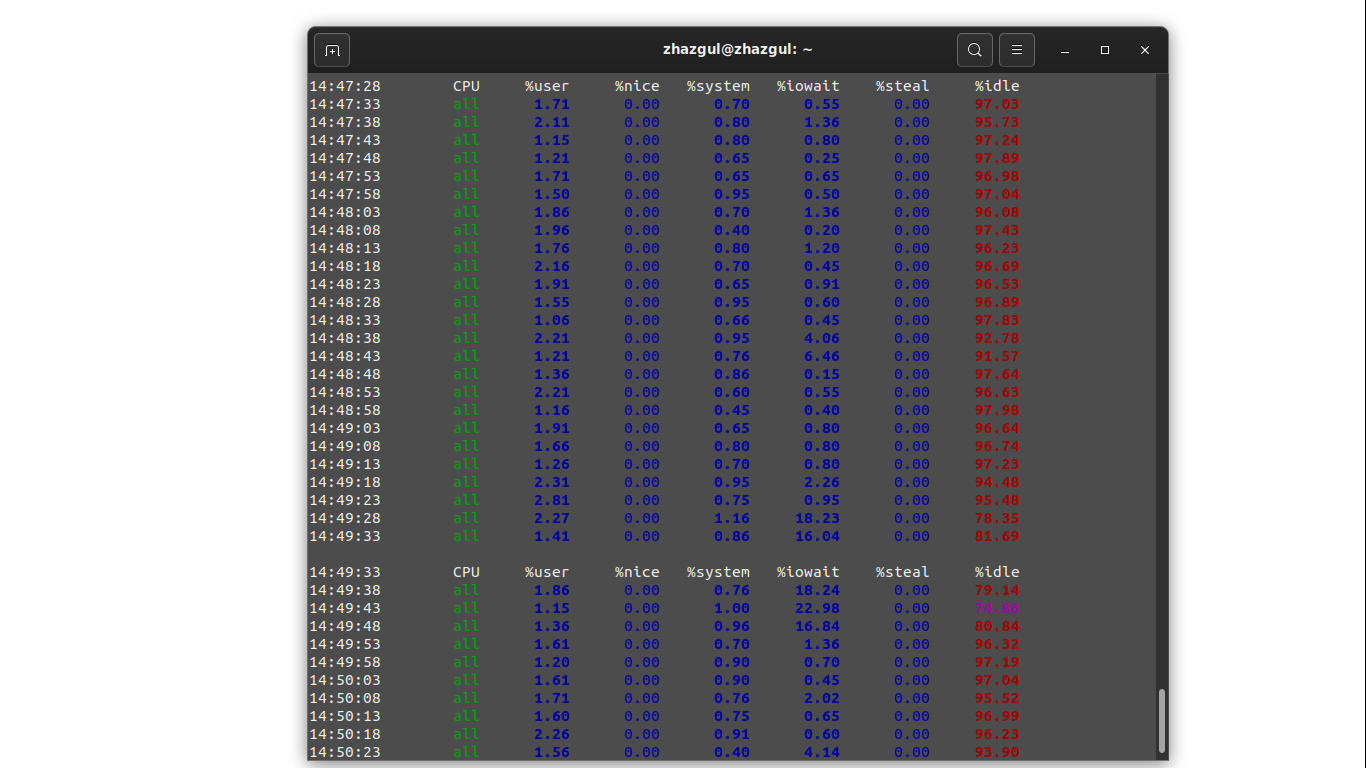 zhazgul@zhazgul: ~
14:47:28 CPU %user %nice %system %iowait %steal %idle
14:47:33 all 1.71 0.00 0.70 0.55 0.00 97.03
14:47:38 all 2.11 0.00 0.80 1.36 0.00 95.73
14:47:43 all 1.15 0.00 0.80 0.80 0.00 97.24
14:47:48 all 1.21 0.00 0.65 0.25 0.00 97.89
14:47:53 all 1.71 0.00 0.65 0.65 0.00 96.98
14:47:58 all 1.50 0.00 0.95 0.50 0.00 97.04
14:48:03 all 1.86 0.00 0.70 1.36 0.00 96.08
14:48:08 all 1.96 0.00 0.40 0.20 0.00 97.43
14:48:13 all 1.76 0.00 0.80 1.20 0.00 96.23
14:48:18 all 2.16 0.00 0.70 0.45 0.00 96.69
14:48:23 all 1.91 0.00 0.65 0.91 0.00 96.53
14:48:28 all 1.55 0.00 0.95 0.60 0.00 96.89
14:48:33 all 1.06 0.00 0.66 0.45 0.00 97.83
14:48:38 all 2.21 0.00 0.95 4.06 0.00 92.78
14:48:43 all 1.21 0.00 0.76 6.46 0.00 91.57
14:48:48 all 1.36 0.00 0.86 0.15 0.00 97.64
14:48:53 all 2.21 0.00 0.60 0.55 0.00 96.63
14:48:58 all 1.16 0.00 0.45 0.40 0.00 97.98
14:49:03 all 1.91 0.00 0.65 0.80 0.00 96.64
14:49:08 all 1.66 0.00 0.80 0.80 0.00 96.74
14:49:13 all 1.26 0.00 0.70 0.80 0.00 97.23
14:49:18 all 2.31 0.00 0.95 2.26 0.00 94.48
14:49:23 all 2.81 0.00 0.75 0.95 0.00 95.48
14:49:28 all 2.27 0.00 1.16 18.23 0.00 78.35
14:49:33 all 1.41 0.00 0.86 16.04 0.00 81.69
14:49:33 CPU %user %nice %system %iowait %steal %idle
14:49:38 all 1.86 0.00 0.76 18.24 0.00 79.14
14:49:43 all 1.15 0.00 1.00 22.98 0.00 74.86
14:49:48 all 1.36 0.00 0.96 16.84 0.00 80.84
14:49:53 all 1.61 0.00 0.70 1.36 0.00 96.32
14:49:58 all 1.20 0.00 0.90 0.70 0.00 97.19
14:50:03 all 1.61 0.00 0.90 0.45 0.00 97.04
14:50:08 all 1.71 0.00 0.76 2.02 0.00 95.52
14:50:13 all 1.60 0.00 0.75 0.65 0.00 96.99
14:50:18 all 2.26 0.00 0.91 0.60 0.00 96.23
14:50:23 all 1.56 0.00 0.40 4.14 0.00 93.90